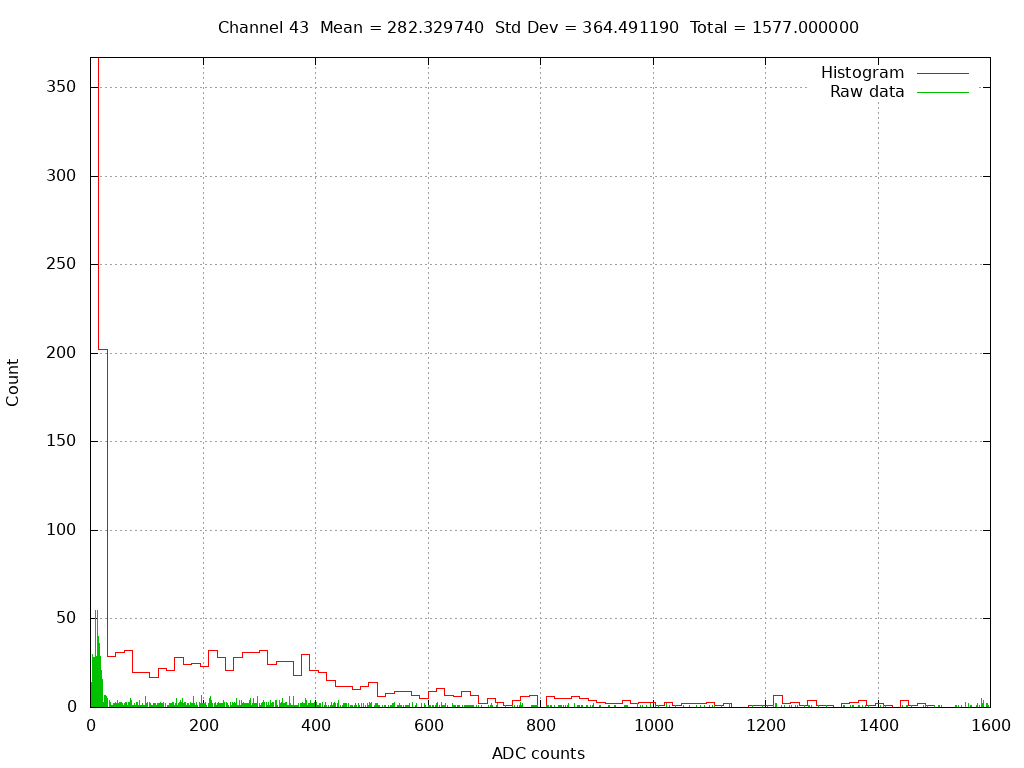 Channel 43  Mean = 282.329740  Std Dev = 364.491190  Total = 1577.000000
Histogram
Raw data
350
300
250
200
150
100
50
0
Count
0 200 400 600 800 1000 1200 1400 1600
ADC counts